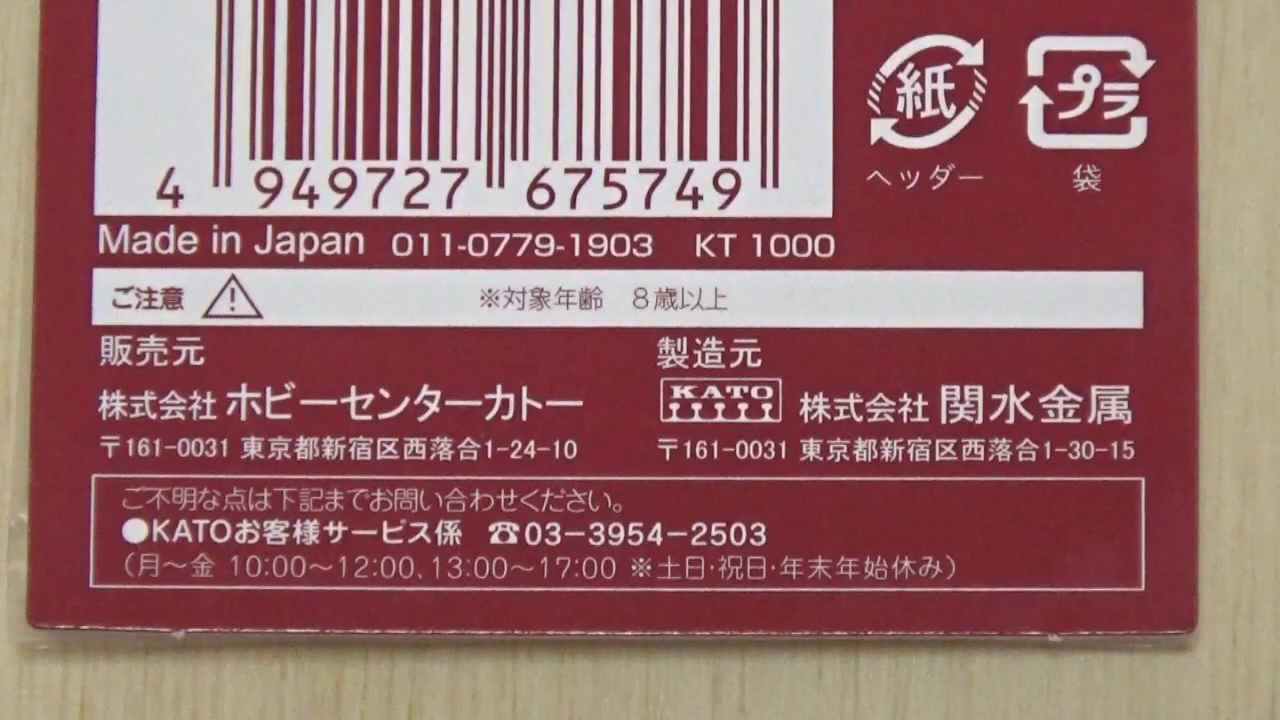 紙
プラ
ヘッダー
袋
4 949727 675749
Made in Japan 011-0779-1903 KT 1000
ご注意 ※対象年齢 8歳以上
販売元
株式会社 ホビーセンターカトー
〒161-0031 東京都新宿区西落合1-24-10
製造元
KATO 株式会社 関水金属
〒161-0031 東京都新宿区西落合1-30-15
ご不明な点は下記までお問い合わせください。
●KATOお客様サービス係 ☎03-3954-2503
(月〜金 10:00〜12:00、13:00〜17:00 ※土日・祝日・年末年始休み)